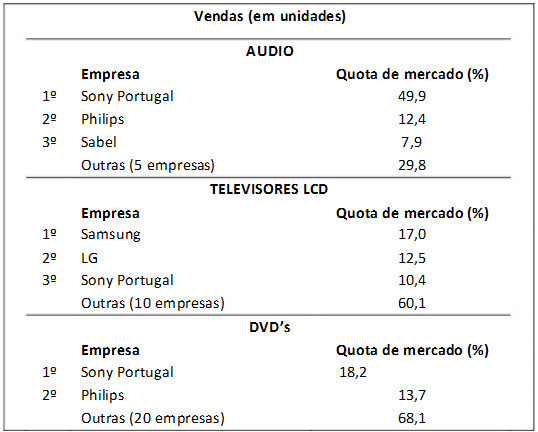 Vendas (em unidades)
AUDIO
Empresa Quota de mercado (%)
1º Sony Portugal 49,9
2º Philips 12,4
3º Sabel 7,9
Outras (5 empresas) 29,8
TELEVISORES LCD
Empresa Quota de mercado (%)
1º Samsung 17,0
2º LG 12,5
3º Sony Portugal 10,4
Outras (10 empresas) 60,1
DVD’s
Empresa Quota de mercado (%)
1º Sony Portugal 18,2
2º Philips 13,7
Outras (20 empresas) 68,1